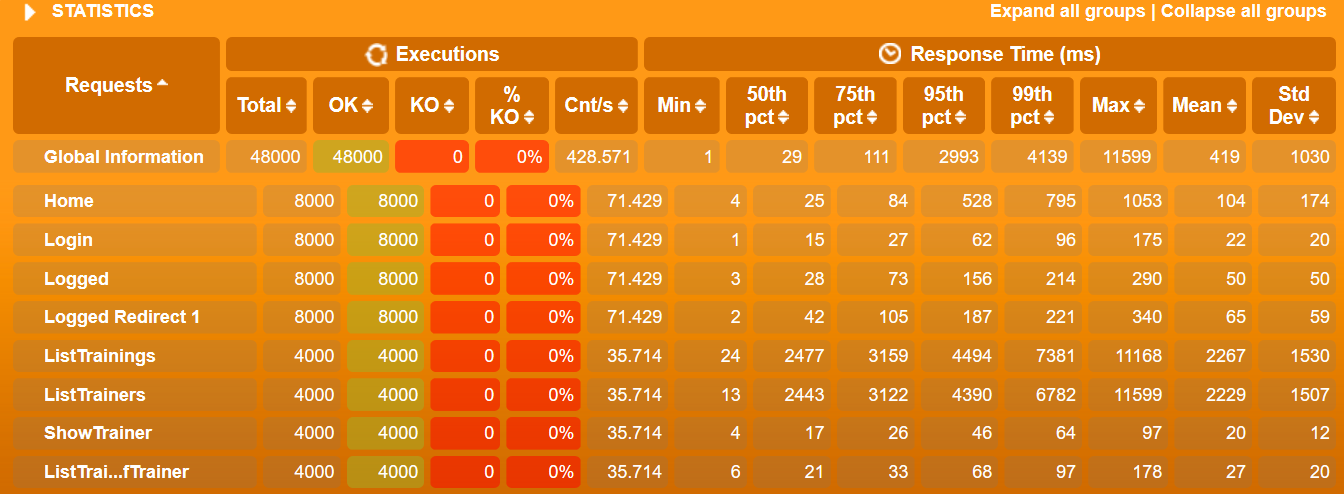 STATISTICS Expand all groups | Collapse all groups
Requests Executions Response Time (ms)
Total OK KO % KO Cnt/s Min 50th pct 75th pct 95th pct 99th pct Max Mean Std Dev
Global Information 48000 48000 0 0% 428.571 1 29 111 2993 4139 11599 419 1030
Home 8000 8000 0 0% 71.429 4 25 84 528 795 1053 104 174
Login 8000 8000 0 0% 71.429 1 15 27 62 96 175 22 20
Logged 8000 8000 0 0% 71.429 3 28 73 156 214 290 50 50
Logged Redirect 1 8000 8000 0 0% 71.429 2 42 105 187 221 340 65 59
ListTrainings 4000 4000 0 0% 35.714 24 2477 3159 4494 7381 11168 2267 1530
ListTrainers 4000 4000 0 0% 35.714 13 2443 3122 4390 6782 11599 2229 1507
ShowTrainer 4000 4000 0 0% 35.714 4 17 26 46 64 97 20 12
ListTrai...fTrainer 4000 4000 0 0% 35.714 6 21 33 68 97 178 27 20